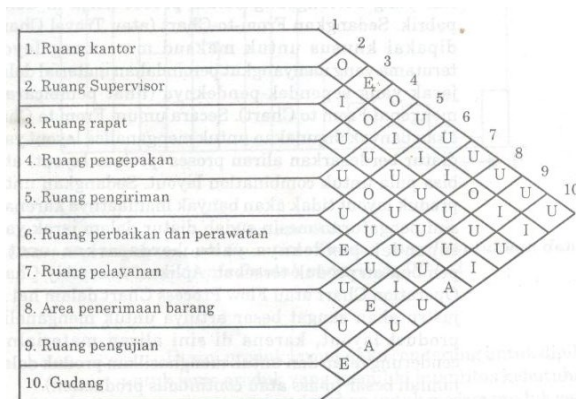 1
2
3
4
5
6
7
8
9
10
1. Ruang kantor
O
2. Ruang Supervisor E
I O
3. Ruang rapat O O
U I U
4. Ruang pengepakan U I U
U U I U
5. Ruang pengiriman O U O U
U U U I U
6. Ruang perbaikan dan perawatan U U U I
E U U U
7. Ruang pelayanan U U I
U I A
8. Area penerimaan barang E U
U U
9. Ruang pengujian A
E
10. Gudang